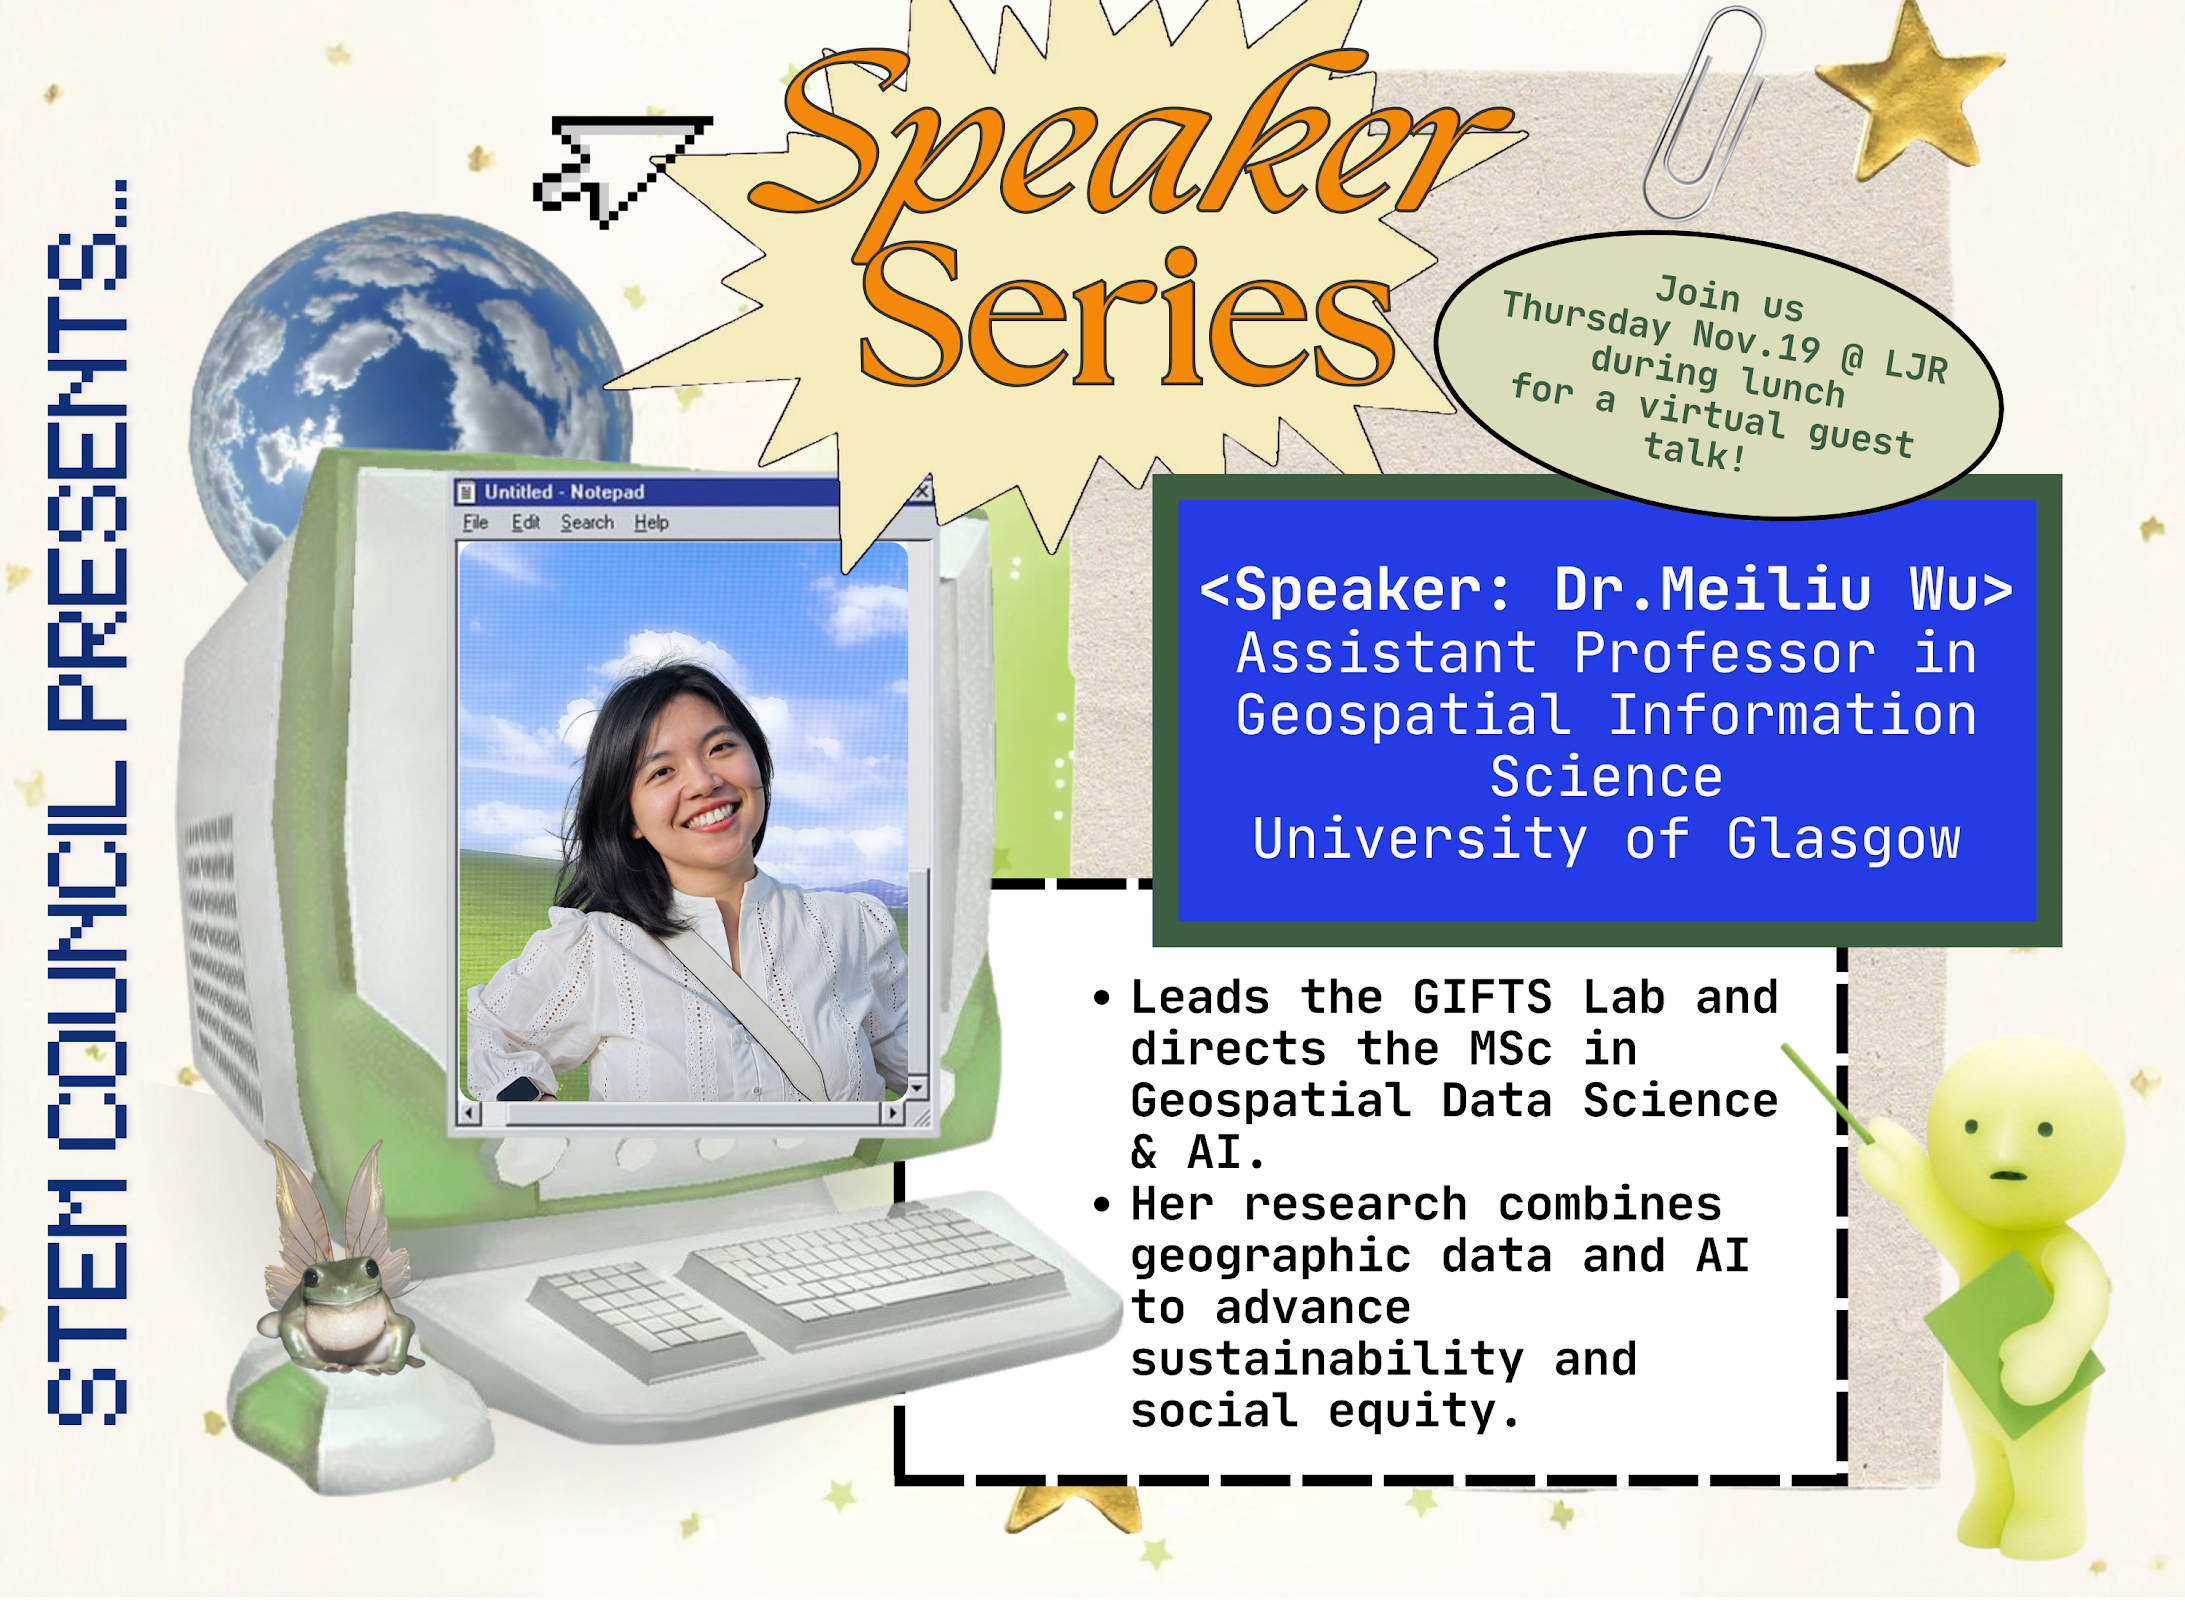 STEM COUNCIL PRESENTS...
Speaker
Series
Join us
Thursday Nov.19 @ LJR
during lunch
for a virtual guest
talk!
Untitled - Notepad
File Edit Search Help
<Speaker: Dr.Meiliu Wu>
Assistant Professor in
Geospatial Information
Science
University of Glasgow
• Leads the GIFTS Lab and
directs the MSc in
Geospatial Data Science
& AI.
• Her research combines
geographic data and AI
to advance
sustainability and
social equity.